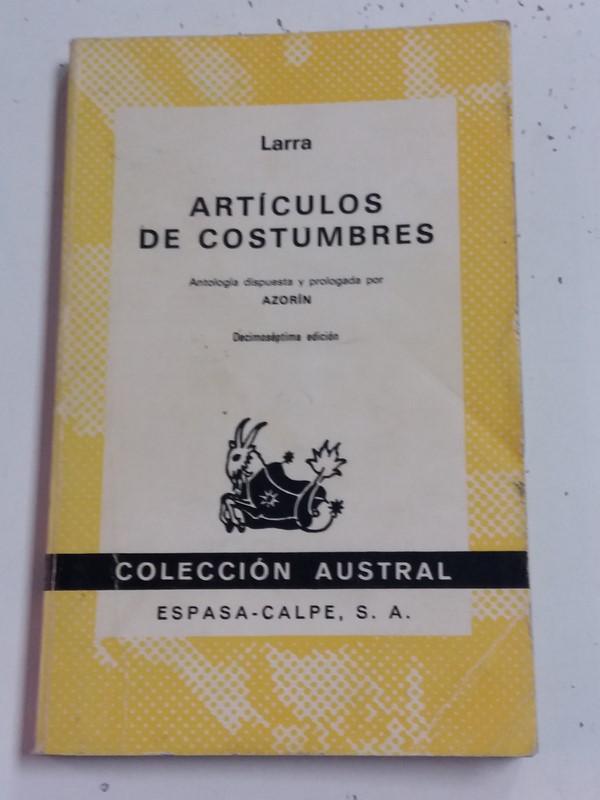 Larra
ARTÍCULOS
DE COSTUMBRES
Antología dispuesta y prologada por
AZORÍN
Decimoséptima edición
COLECCIÓN AUSTRAL
ESPASA-CALPE, S. A.